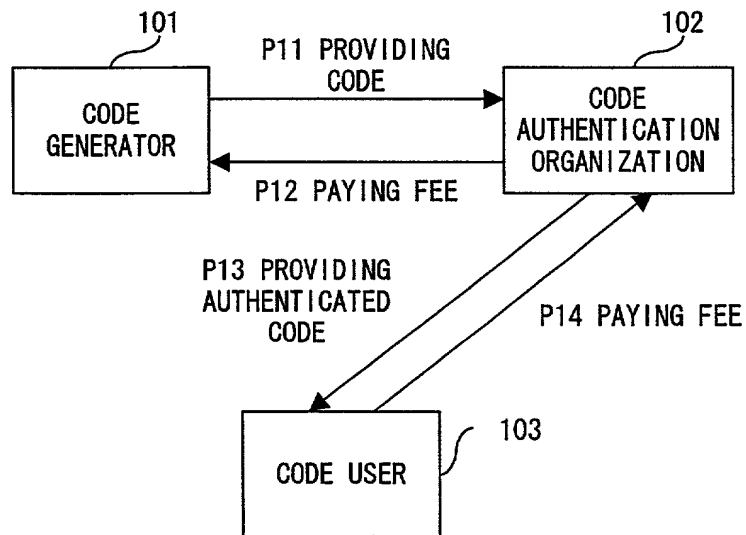 101
P11 PROVIDING
CODE
102
CODE
GENERATOR
CODE
AUTHENTICATION
ORGANIZATION
P12 PAYING FEE
P13 PROVIDING
AUTHENTICATED
CODE
P14 PAYING FEE
103
CODE USER